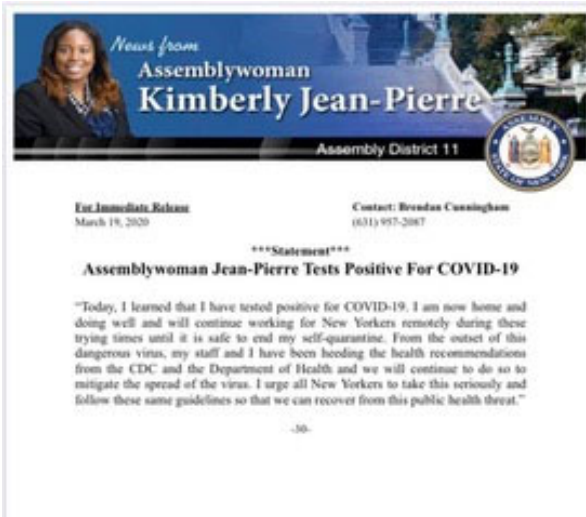 News from
Assemblywoman
Kimberly Jean-Pierre
Assembly District 11
ASSEMBLY
STATE OF NEW YORK
For Immediate Release
March 19, 2020
Contact: Brendan Cunningham
(631) 957-2087
***Statement***
Assemblywoman Jean-Pierre Tests Positive For COVID-19
“Today, I learned that I have tested positive for COVID-19. I am now home and
doing well and will continue working for New Yorkers remotely during these
trying times until it is safe to end my self-quarantine. From the outset of this
dangerous virus, my staff and I have been heeding the health recommendations
from the CDC and the Department of Health and we will continue to do so to
mitigate the spread of the virus. I urge all New Yorkers to take this seriously and
follow these same guidelines so that we can recover from this public health threat.”
-30-